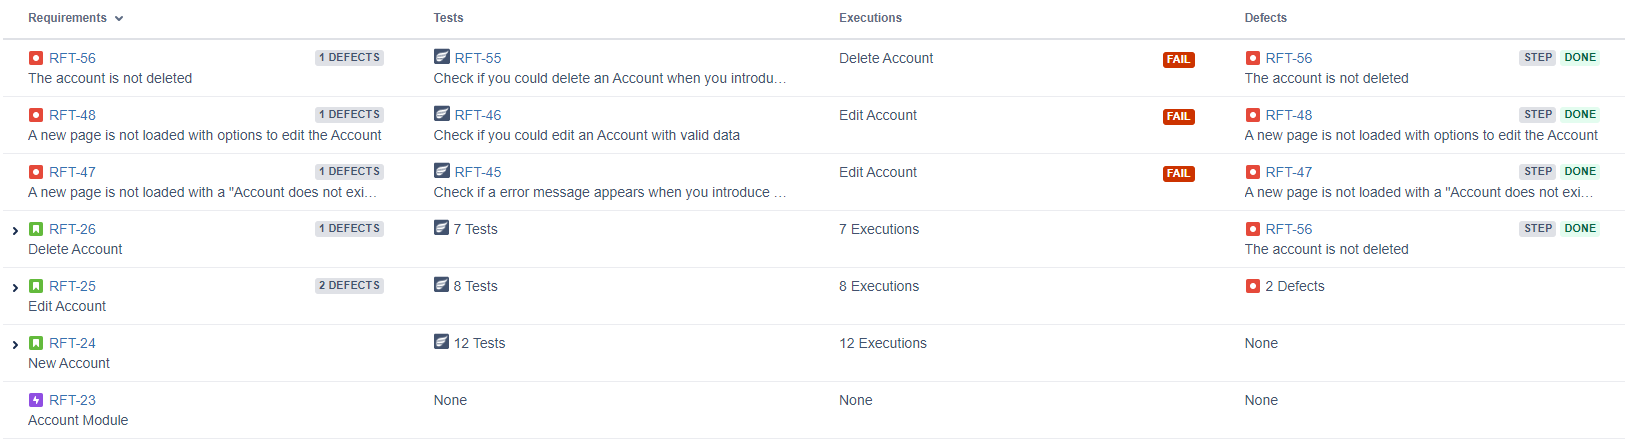 Requirements Tests Executions Defects
RFT-56 1 DEFECTS RFT-55 Delete Account FAIL RFT-56 STEP DONE
The account is not deleted Check if you could delete an Account when you introdu… The account is not deleted
RFT-48 1 DEFECTS RFT-46 Edit Account FAIL RFT-48 STEP DONE
A new page is not loaded with options to edit the Account Check if you could edit an Account with valid data A new page is not loaded with options to edit the Account
RFT-47 1 DEFECTS RFT-45 Edit Account FAIL RFT-47 STEP DONE
A new page is not loaded with a "Account does not exi… Check if a error message appears when you introduce … A new page is not loaded with a "Account does not exi…
RFT-26 1 DEFECTS 7 Tests 7 Executions RFT-56 STEP DONE
Delete Account The account is not deleted
RFT-25 2 DEFECTS 8 Tests 8 Executions 2 Defects
Edit Account
RFT-24 12 Tests 12 Executions None
New Account
RFT-23 None None None
Account Module